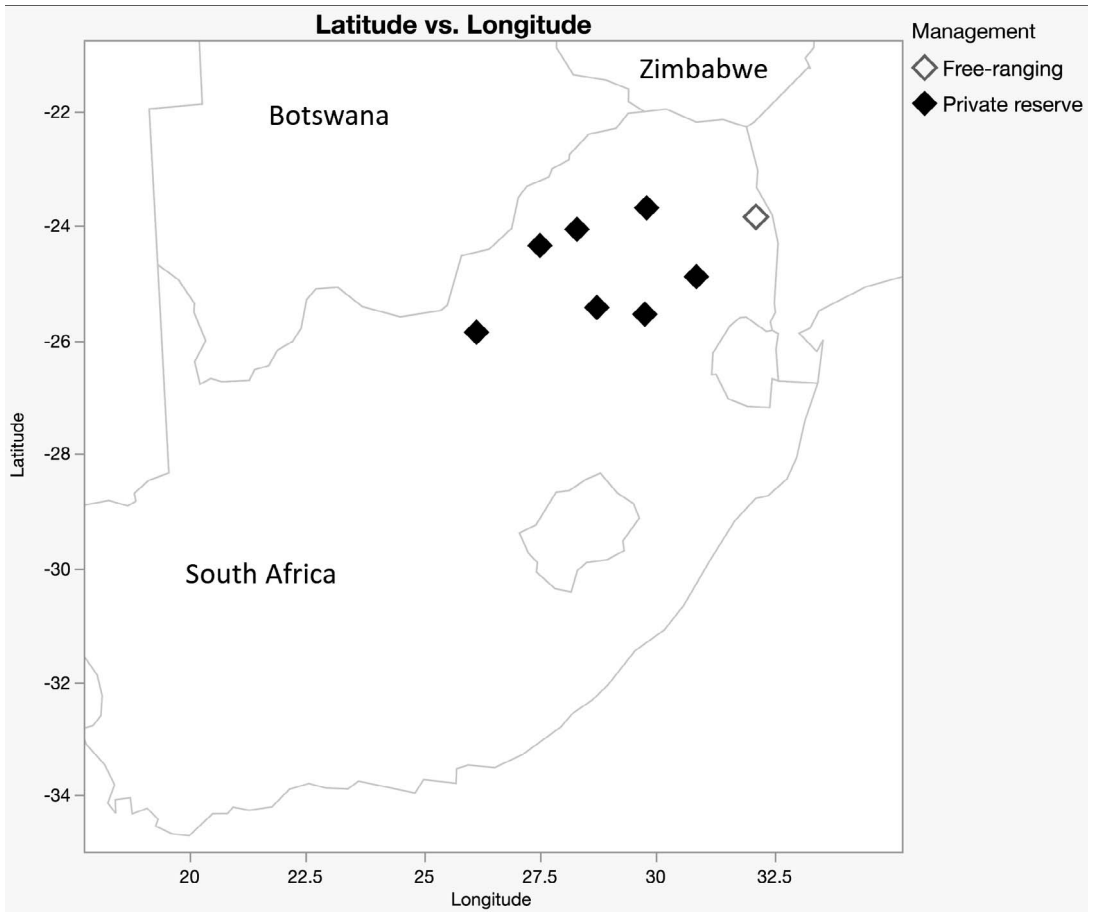 Latitude vs. Longitude
Management
Free-ranging
Private reserve
Zimbabwe
Botswana
South Africa
Latitude
-22
-24
-26
-28
-30
-32
-34
20
22.5
25
27.5
30
32.5
Longitude